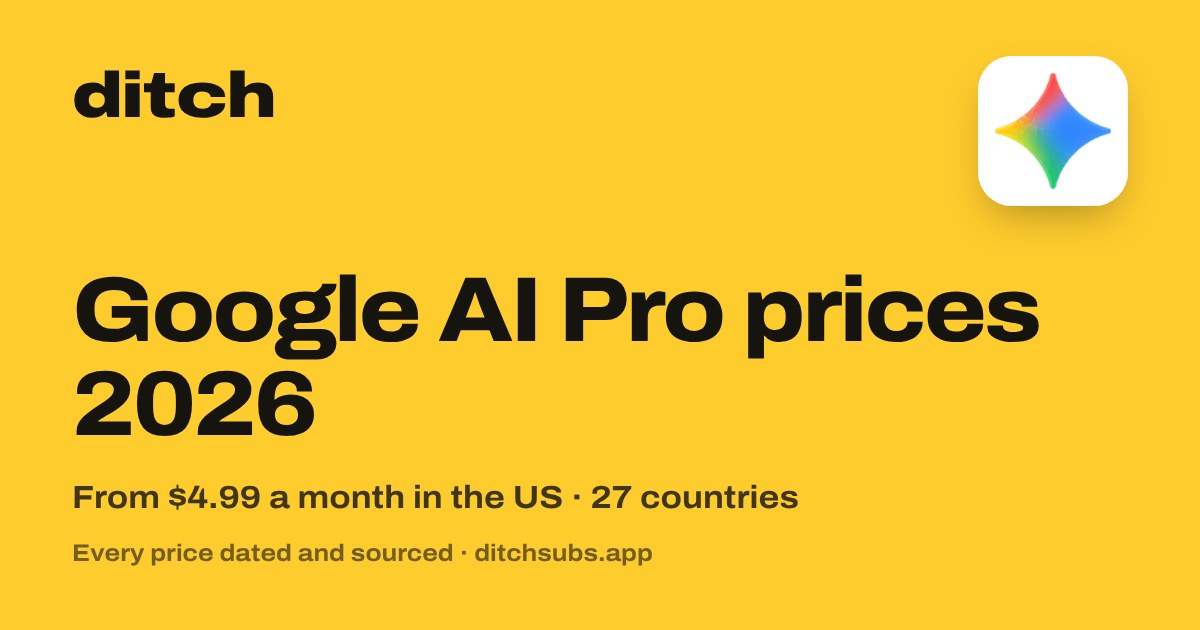 ditch
Google AI Pro prices
2026
From $4.99 a month in the US · 27 countries
Every price dated and sourced · ditchsubs.app